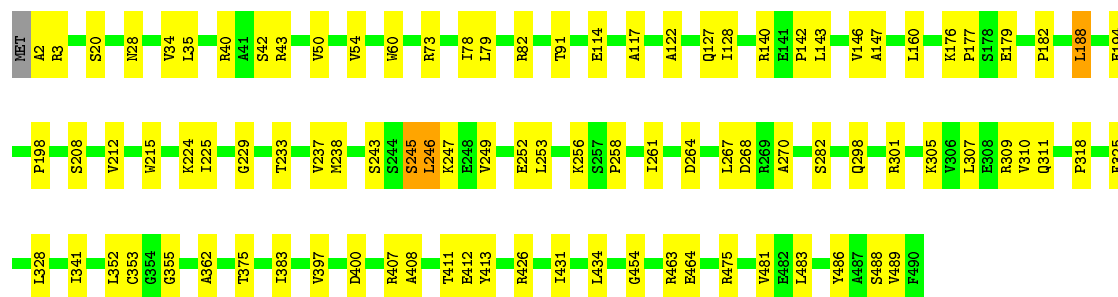 MET A2 R3 S20 N28 V34 L35 R40 A41 S42 R43 V50 V54 W60 R73 I78 L79 R82 T91 E114 A117 A122 Q127 I128 R140 E141 P142 L143 V146 A147 L160 K176 P177 S178 E179 P182 L188
P198 S208 V212 W215 K224 I225 G229 T233 V237 M238 S243 S244 S245 L246 K247 E248 V249 E252 L253 K256 S257 P258 I261 D264 L267 D268 R269 A270 S282 Q298 R301 K305 V306 L307 E308 R309 V310 Q311 P318
L328 I341 L352 C353 G354 G355 A362 T375 I383 V397 D400 R407 A408 T411 E412 Y413 R426 I431 L434 G454 R463 E464 R475 V481 E482 L483 Y486 A487 S488 V489 F490